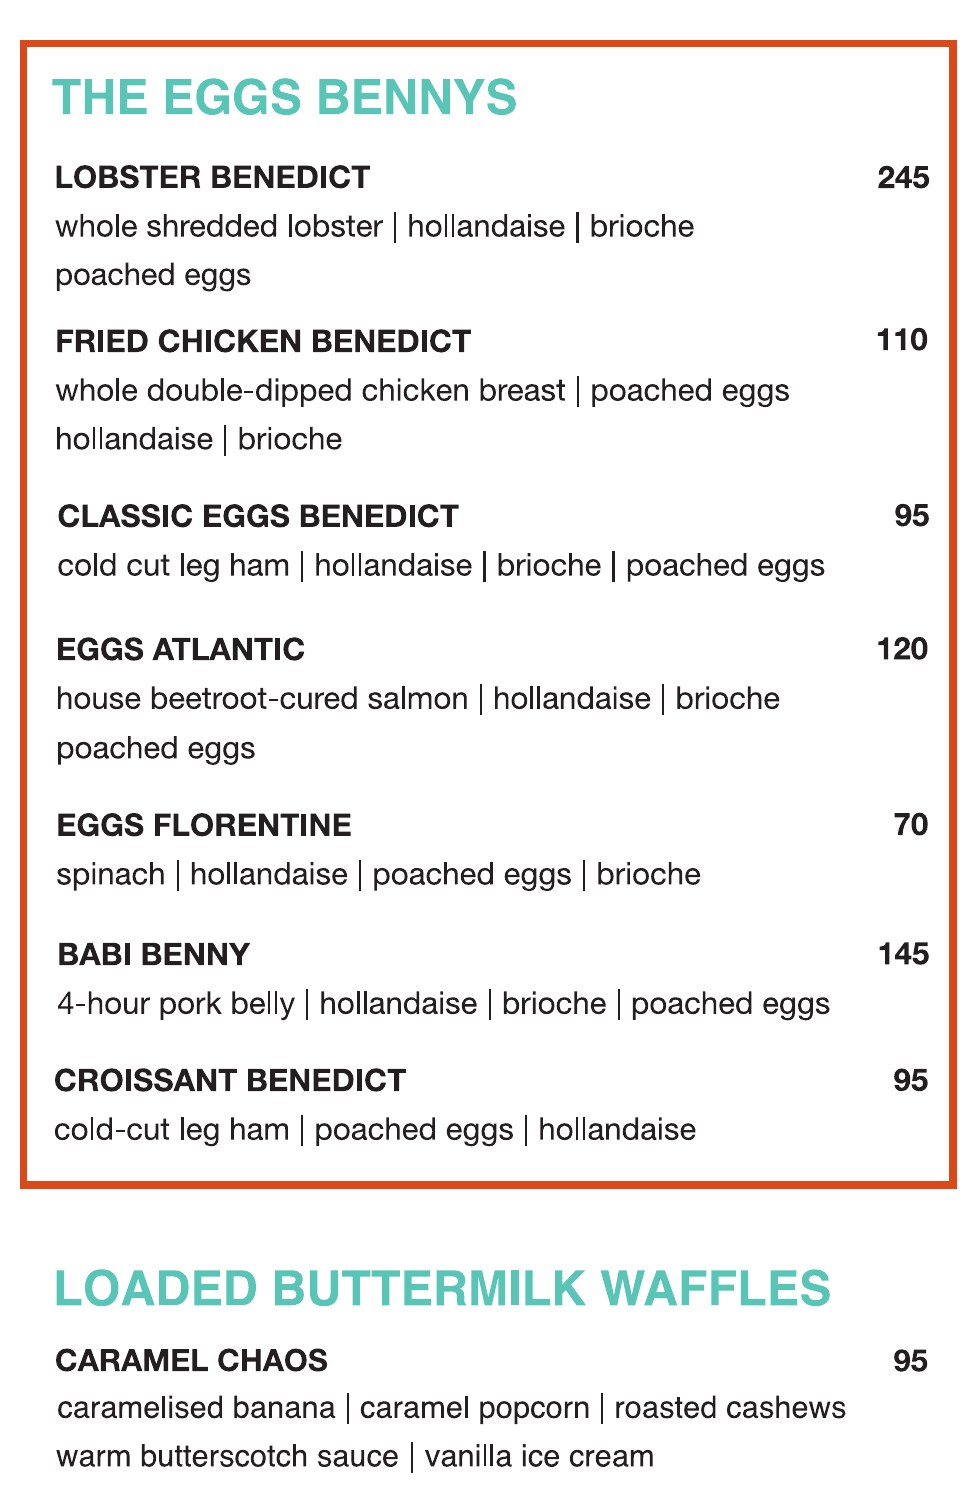 THE EGGS BENNYS
LOBSTER BENEDICT 245
whole shredded lobster | hollandaise | brioche
poached eggs
FRIED CHICKEN BENEDICT 110
whole double-dipped chicken breast | poached eggs
hollandaise | brioche
CLASSIC EGGS BENEDICT 95
cold cut leg ham | hollandaise | brioche | poached eggs
EGGS ATLANTIC 120
house beetroot-cured salmon | hollandaise | brioche
poached eggs
EGGS FLORENTINE 70
spinach | hollandaise | poached eggs | brioche
BABI BENNY 145
4-hour pork belly | hollandaise | brioche | poached eggs
CROISSANT BENEDICT 95
cold-cut leg ham | poached eggs | hollandaise
LOADED BUTTERMILK WAFFLES
CARAMEL CHAOS 95
caramelised banana | caramel popcorn | roasted cashews
warm butterscotch sauce | vanilla ice cream